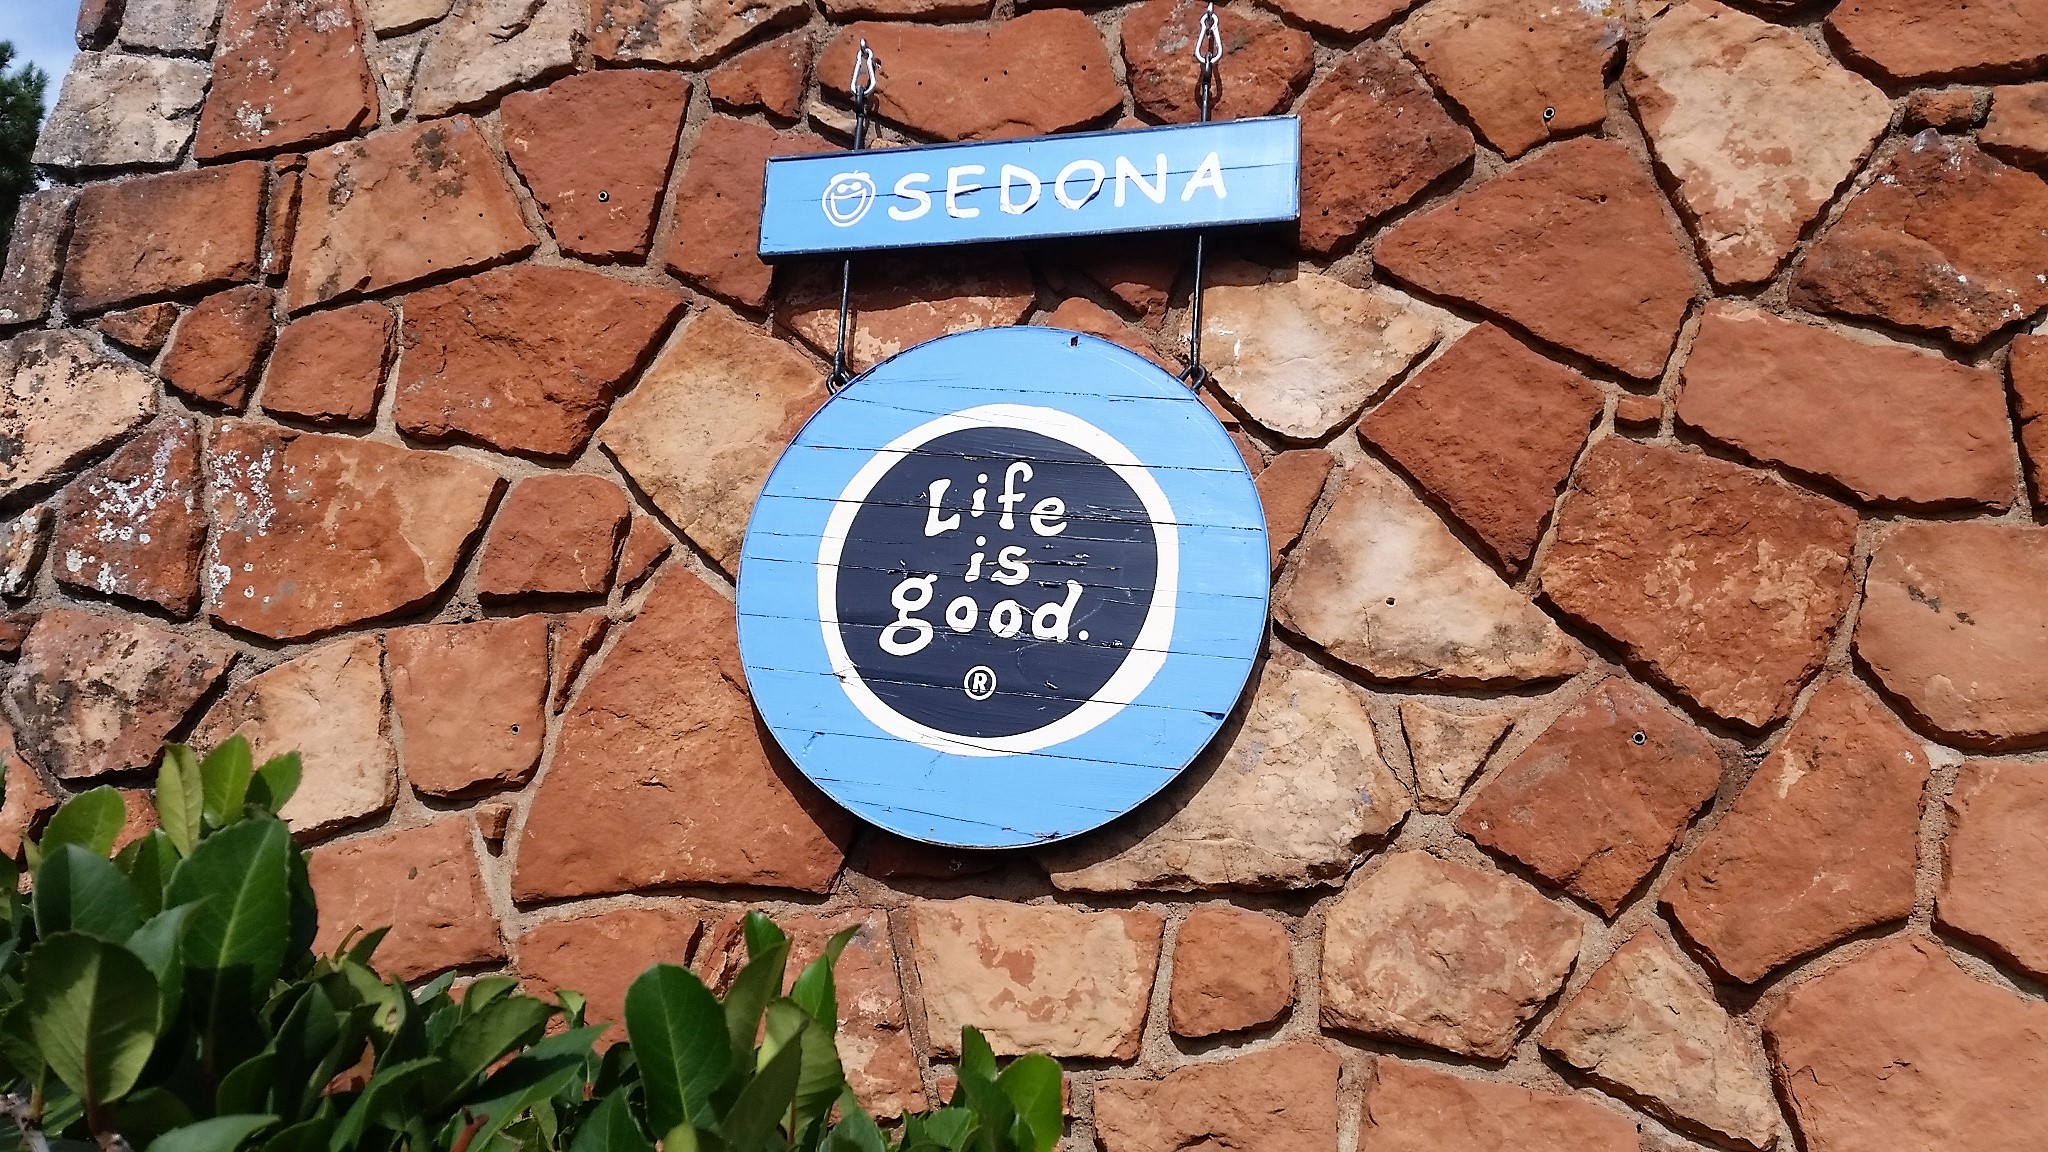 SEDONA
Life
is
good.
®